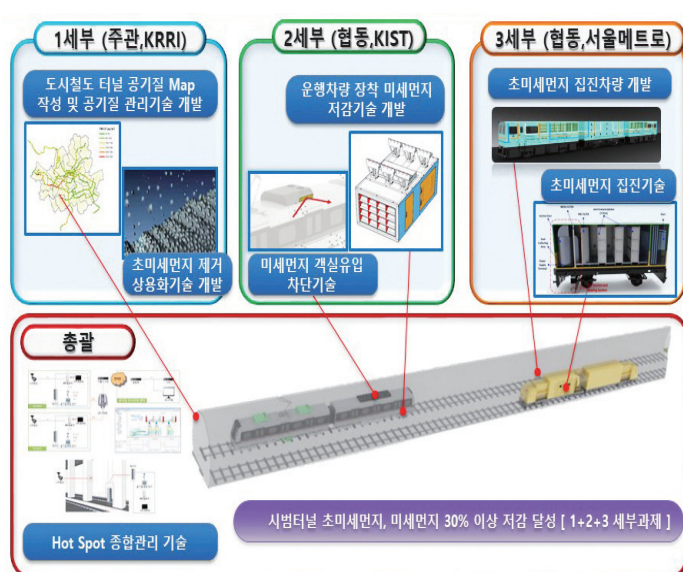 1세부 (주관,KRRI)
도시철도 터널 공기질 Map
작성 및 공기질 관리기술 개발
초미세먼지 제거
상용화기술 개발
2세부 (협동,KIST)
운행차량 장착 미세먼지
저감기술 개발
미세먼지 객실유입
차단기술
3세부 (협동,서울메트로)
초미세먼지 집진차량 개발
초미세먼지 집진기술
총괄
Hot Spot 종합관리 기술
시범터널 초미세먼지, 미세먼지 30% 이상 저감 달성 [ 1+2+3 세부과제 ]